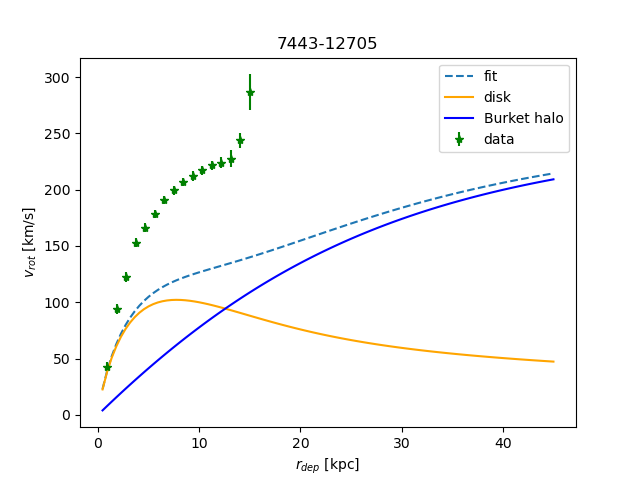 7443-12705
300
250
200
150
100
50
0
v_rot [km/s]
fit
disk
Burket halo
data
0 10 20 30 40
r_dep [kpc]